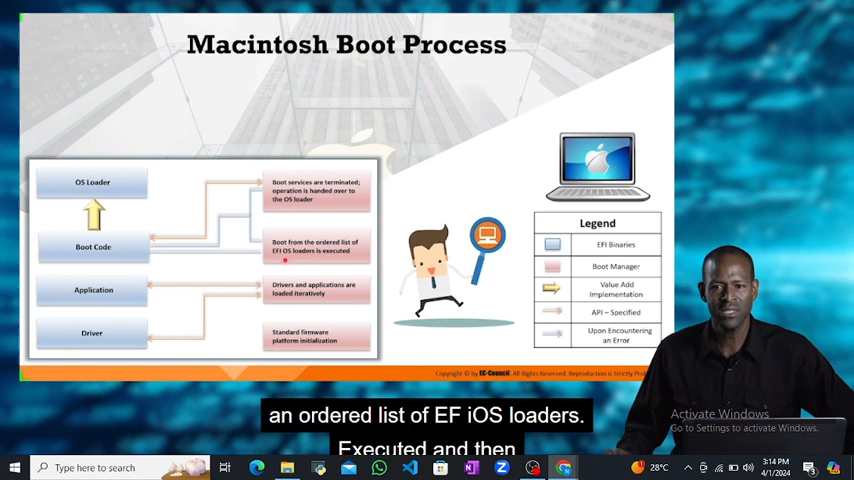 Macintosh Boot Process
OS Loader
Boot Code
Application
Driver
Boot services are terminated;
operation is handed over to
the OS loader
Boot from the ordered list of
EFI OS loaders is executed
Drivers and applications are
loaded iteratively
Standard firmware
platform initialization
Legend
EFI Binaries
Boot Manager
Value Add
Implementation
API – Specified
Upon Encountering
an Error
Copyright © by EC-Council. All Rights Reserved. Reproduction is Strictly
an ordered list of EF iOS loaders.
Executed and then
Activate Windows
Go to Settings to activate Windows.
Type here to search
28°C
3:14 PM
4/1/2024